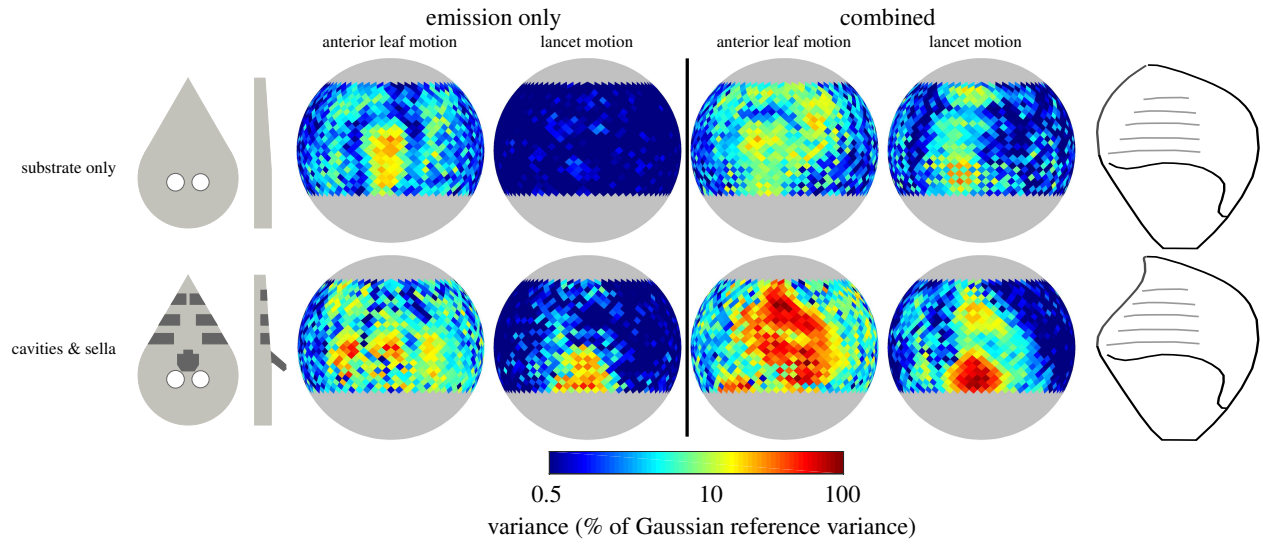 emission only combined
anterior leaf motion lancet motion anterior leaf motion lancet motion
substrate only
cavities & sella
0.5 10 100
variance (% of Gaussian reference variance)